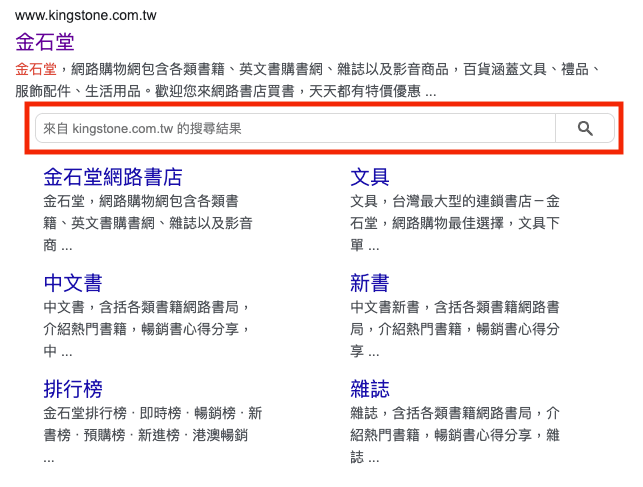 www.kingstone.com.tw
金石堂
金石堂，網路購物網包含各類書籍、英文書購書網、雜誌以及影音商品，百貨涵蓋文具、禮品、
服飾配件、生活用品。歡迎您來網路書店買書，天天都有特價優惠 ...
來自 kingstone.com.tw 的搜尋結果
金石堂網路書店
金石堂，網路購物網包含各類書
籍、英文書購書網、雜誌以及影音
商 ...
文具
文具，台灣最大型的連鎖書店－金
石堂，網路購物最佳選擇，文具下
單 ...
中文書
中文書，含括各類書籍網路書局，
介紹熱門書籍，暢銷書心得分享，
中 ...
新書
中文書新書，含括各類書籍網路書
局，介紹熱門書籍，暢銷書心得分
享 ...
排行榜
金石堂排行榜 · 即時榜 · 暢銷榜 · 新
書榜 · 預購榜 · 新進榜 · 港澳暢銷
...
雜誌
雜誌，含括各類書籍網路書局，介
紹熱門書籍，暢銷書心得分享，雜
誌 ...